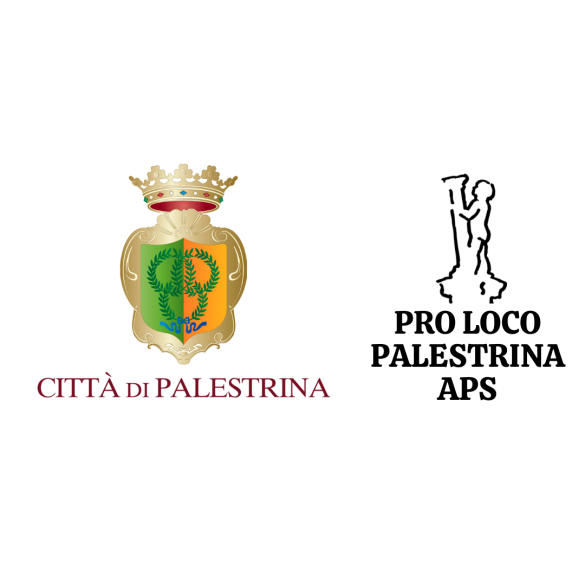 CITTÀ DI PALESTRINA
PRO LOCO
PALESTRINA
APS